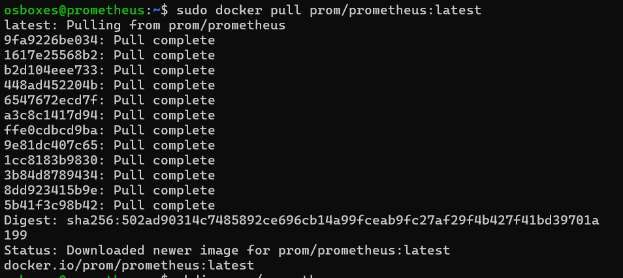 osboxes@prometheus:~$ sudo docker pull prom/prometheus:latest
latest: Pulling from prom/prometheus
9fa9226be034: Pull complete
1617e25568b2: Pull complete
b2d104eee733: Pull complete
448ad452204b: Pull complete
6547672ecd7f: Pull complete
a3c8c1417d94: Pull complete
ffe0cdbcd9ba: Pull complete
9e81dc407c65: Pull complete
1cc8183b9830: Pull complete
3b84d8789434: Pull complete
8dd923415b9e: Pull complete
5b41f3c98b42: Pull complete
Digest: sha256:502ad90314c7485892ce696cb14a99fceab9fc27af29f4b427f41bd39701a
199
Status: Downloaded newer image for prom/prometheus:latest
docker.io/prom/prometheus:latest